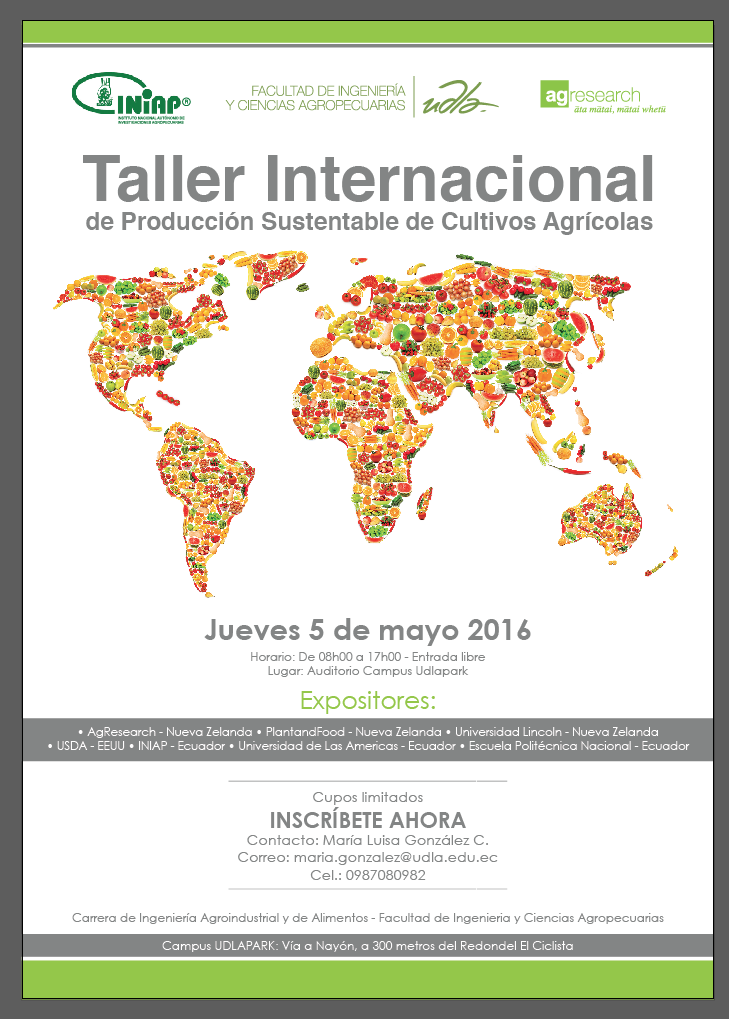 INIAP®
INSTITUTO NACIONAL AUTÓNOMO DE
INVESTIGACIONES AGROPECUARIAS
FACULTAD DE INGENIERÍA
Y CIENCIAS AGROPECUARIAS
udla
agresearch
āta mātai, mātai whetū
Taller Internacional
de Producción Sustentable de Cultivos Agrícolas
Jueves 5 de mayo 2016
Horario: De 08h00 a 17h00 - Entrada libre
Lugar: Auditorio Campus Udlapark
Expositores:
• AgResearch - Nueva Zelanda • PlantandFood - Nueva Zelanda • Universidad Lincoln - Nueva Zelanda
• USDA - EEUU • INIAP - Ecuador • Universidad de Las Americas - Ecuador • Escuela Politécnica Nacional - Ecuador
Cupos limitados
INSCRÍBETE AHORA
Contacto: María Luisa González C.
Correo: maria.gonzalez@udla.edu.ec
Cel.: 0987080982
Carrera de Ingeniería Agroindustrial y de Alimentos - Facultad de Ingenieria y Ciencias Agropecuarias
Campus UDLAPARK: Vía a Nayón, a 300 metros del Redondel El Ciclista